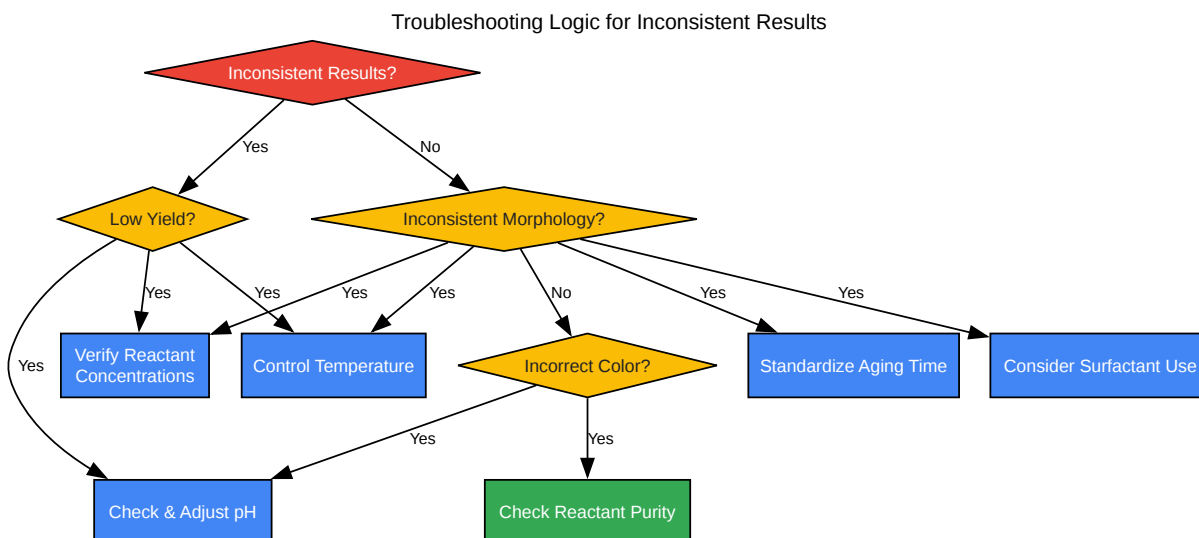 Troubleshooting Logic for Inconsistent Results
Inconsistent Results?
Yes
No
Low Yield?
Inconsistent Morphology?
Yes
Yes
Yes
Yes
No
Yes
Yes
Verify Reactant
Concentrations
Control Temperature
Incorrect Color?
Standardize Aging Time
Consider Surfactant Use
Yes
Yes
Yes
Check & Adjust pH
Check Reactant Purity